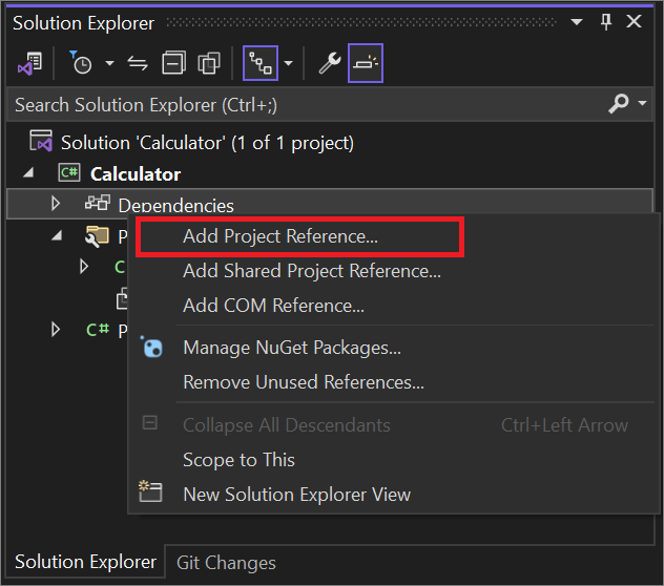 Solution Explorer
Search Solution Explorer (Ctrl+;)
Solution 'Calculator' (1 of 1 project)
C# Calculator
Dependencies
P
Add Project Reference...
C
Add Shared Project Reference...
Add COM Reference...
C# P
Manage NuGet Packages...
Remove Unused References...
Collapse All Descendants Ctrl+Left Arrow
Scope to This
New Solution Explorer View
Solution Explorer Git Changes